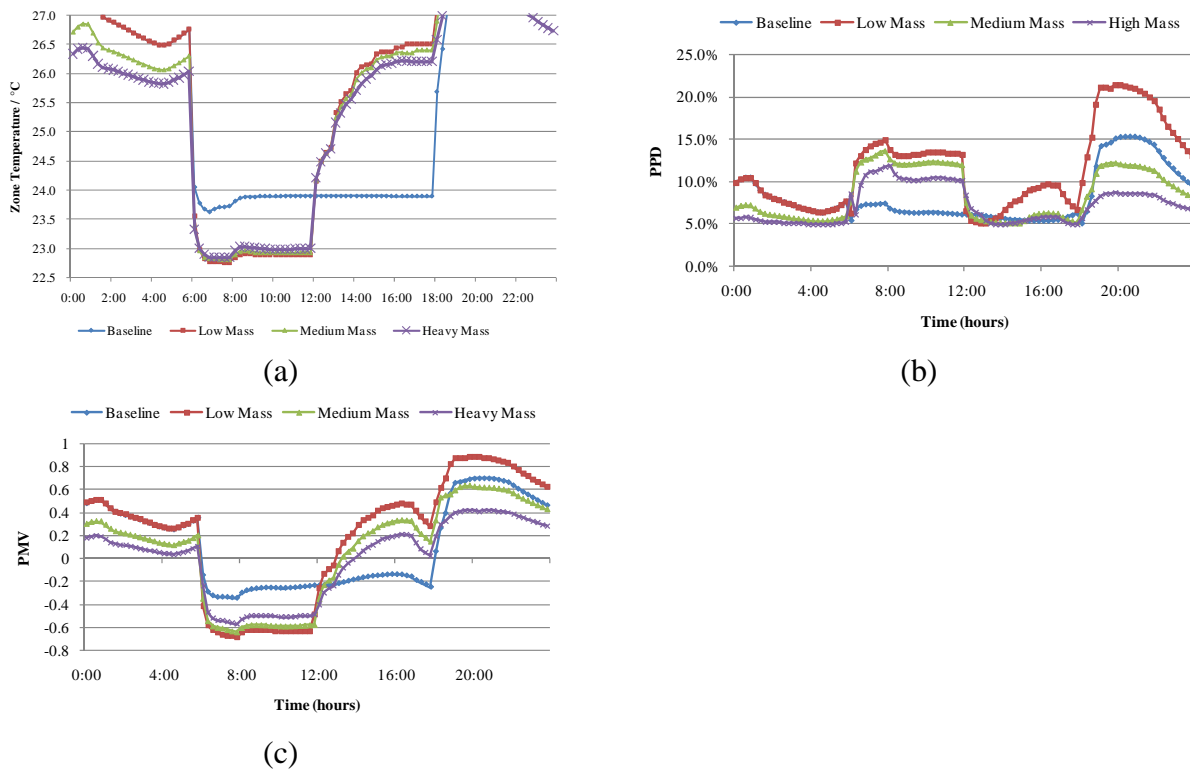 27.0
26.5
26.0
25.5
25.0
24.5
24.0
23.5
23.0
22.5
Zone Temperature / °C
0:00 2:00 4:00 6:00 8:00 10:00 12:00 14:00 16:00 18:00 20:00 22:00
Baseline Low Mass Medium Mass Heavy Mass
(a)
Baseline Low Mass Medium Mass High Mass
25.0%
20.0%
15.0%
10.0%
5.0%
0.0%
PPD
0:00 4:00 8:00 12:00 16:00 20:00
Time (hours)
(b)
Baseline Low Mass Medium Mass Heavy Mass
1
0.8
0.6
0.4
0.2
0
-0.2
-0.4
-0.6
-0.8
PMV
0:00 4:00 8:00 12:00 16:00 20:00
Time (hours)
(c)